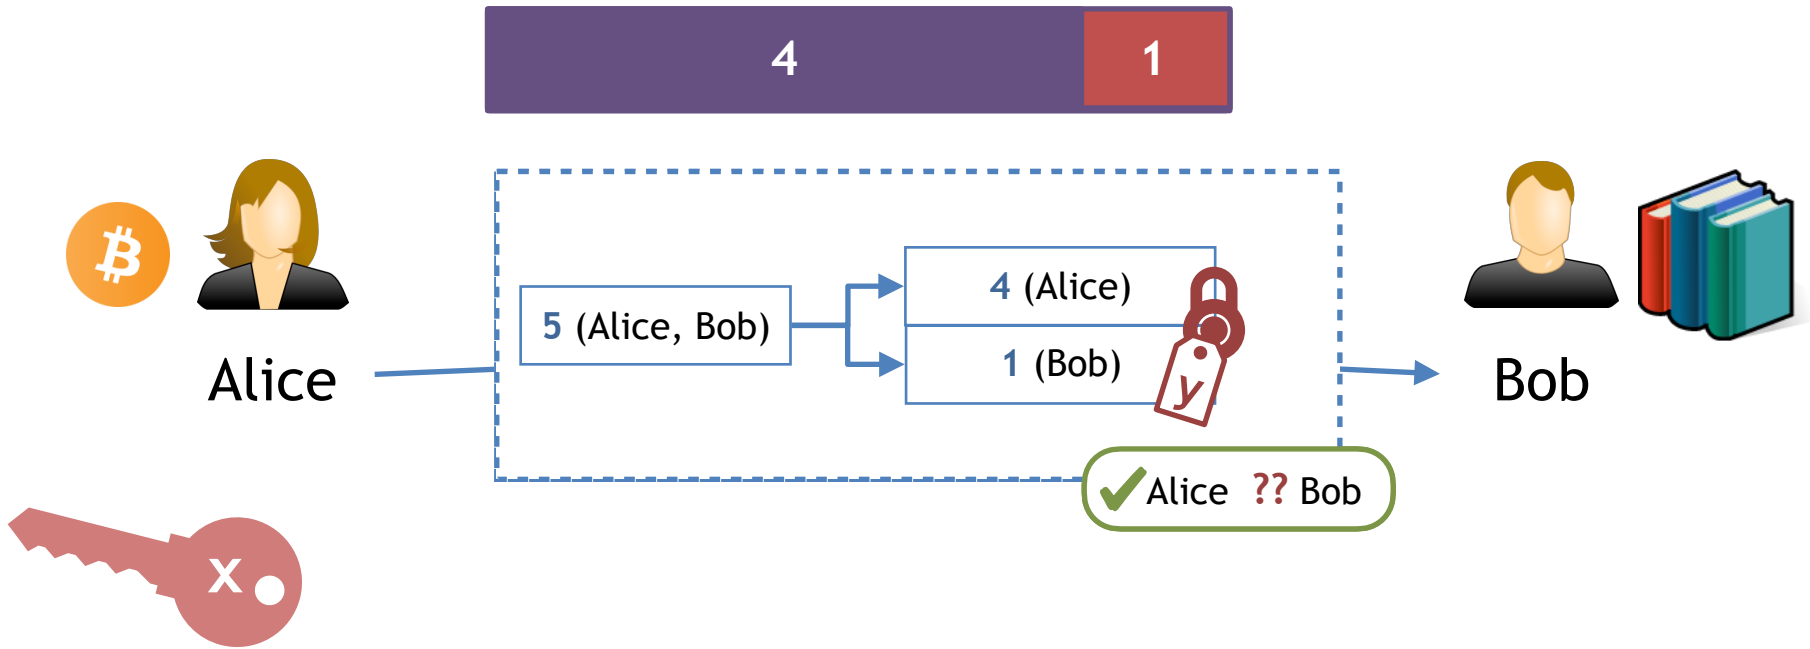 4 1
4 (Alice)
5 (Alice, Bob)
1 (Bob)
y
Alice
Bob
Alice ?? Bob
x